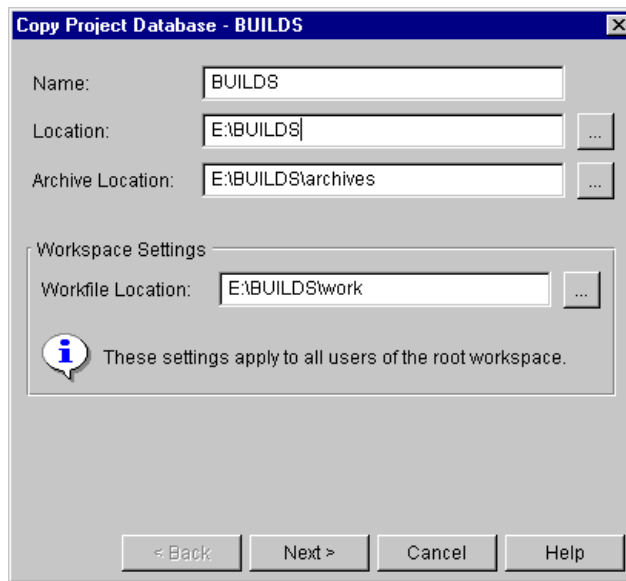 Copy Project Database - BUILDS
Name: BUILDS
Location: E:\BUILDS ...
Archive Location: E:\BUILDS\archives ...
Workspace Settings
Workfile Location: E:\BUILDS\work ...
These settings apply to all users of the root workspace.
< Back Next > Cancel Help